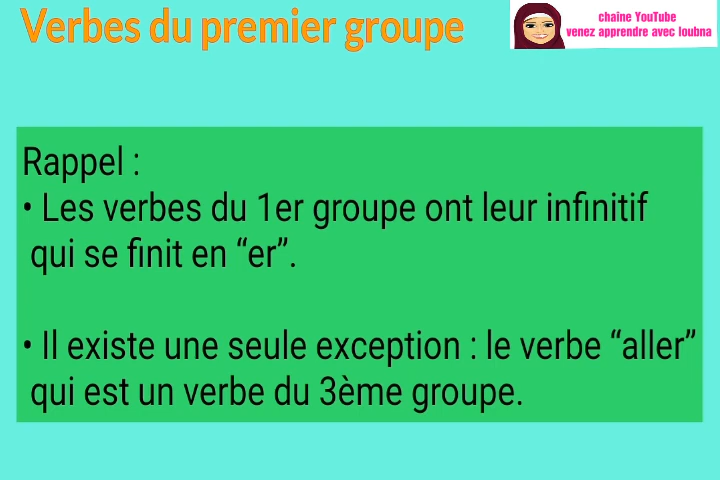 Verbes du premier groupe
chaine YouTube
venez apprendre avec loubna
Rappel :
• Les verbes du 1er groupe ont leur infinitif
qui se finit en “er”.
• Il existe une seule exception : le verbe “aller”
qui est un verbe du 3ème groupe.